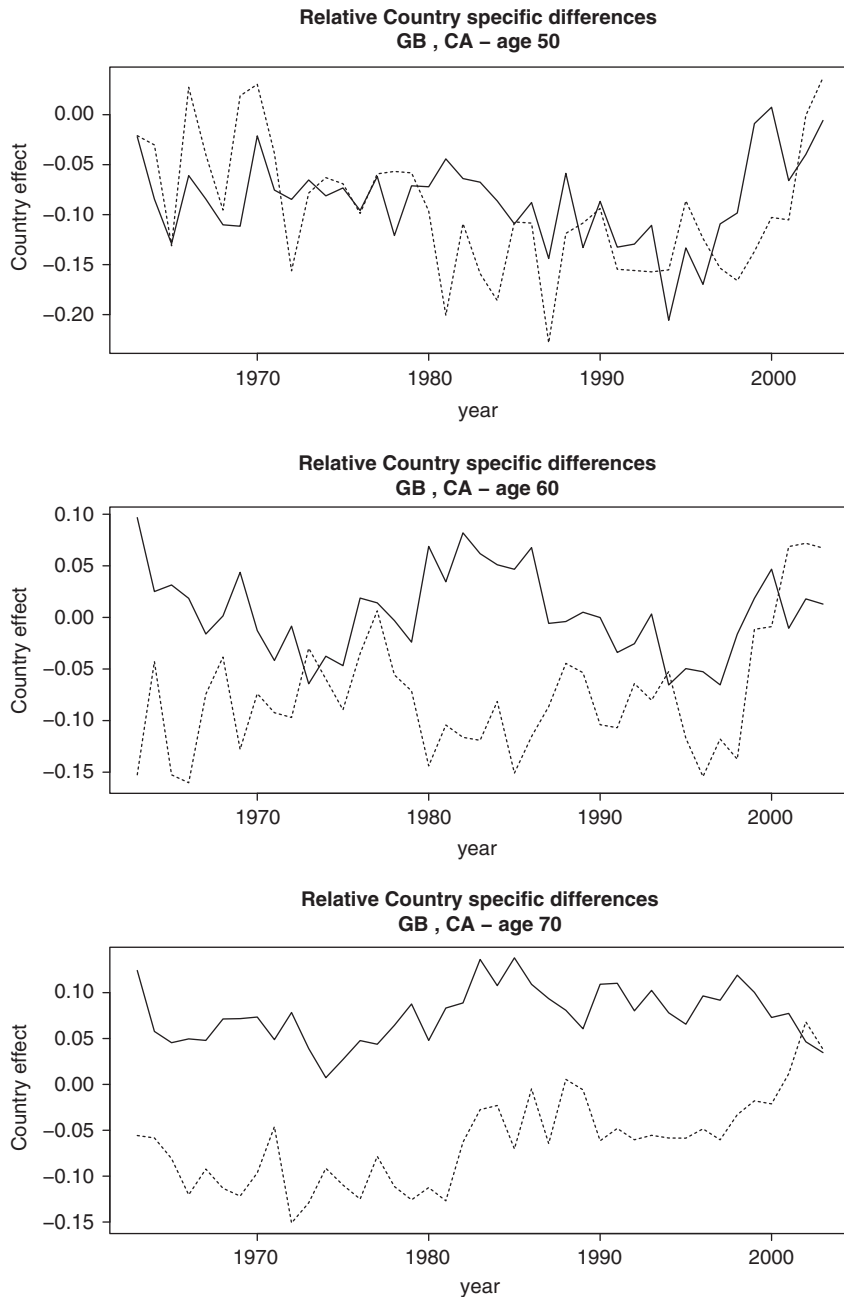 Relative Country specific differences
GB , CA – age 50
Country effect
0.00
−0.05
−0.10
−0.15
−0.20
1970 1980 1990 2000
year
Relative Country specific differences
GB , CA – age 60
Country effect
0.10
0.05
0.00
−0.05
−0.10
−0.15
1970 1980 1990 2000
year
Relative Country specific differences
GB , CA – age 70
Country effect
0.10
0.05
0.00
−0.05
−0.10
−0.15
1970 1980 1990 2000
year